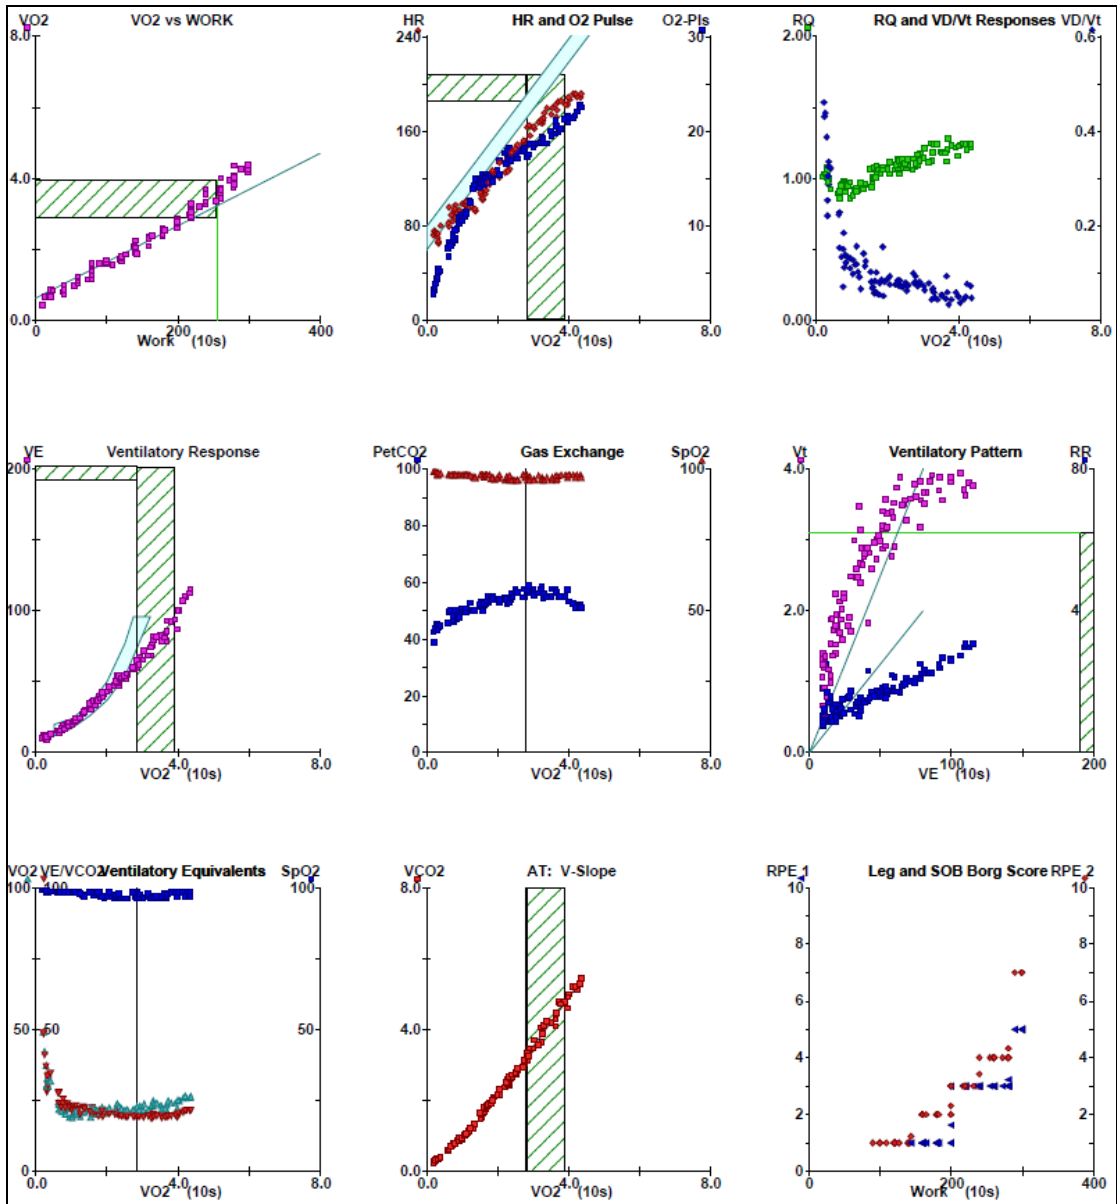 VO2 VO2 vs WORK
8.0
4.0
0.0
0 200 400
Work (10s)
HR HR and O2 Pulse O2-Pls
240 30
160 20
80 10
0
0.0 4.0 8.0
VO2 (10s)
RQ RQ and VD/Vt Responses VD/Vt
2.00 0.6
0.4
1.00
0.2
0.00
0.0 4.0 8.0
VO2 (10s)
VE Ventilatory Response
200
100
0
0.0 4.0 8.0
VO2 (10s)
PetCO2 Gas Exchange SpO2
100 100
80
60
50
40
20
0
0.0 4.0 8.0
VO2 (10s)
Vt Ventilatory Pattern RR
4.0 80
2.0 4
0.0
0 100 200
VE (10s)
VO2 VE/VCO2 Ventilatory Equivalents SpO2
100 100 100
50 50 50
0
0.0 4.0 8.0
VO2 (10s)
VCO2 AT: V-Slope
8.0
4.0
0.0
0.0 4.0 8.0
VO2 (10s)
RPE 1 Leg and SOB Borg Score RPE 2
10 10
8 8
6 6
4 4
2 2
0
0 200 400
Work (10s)